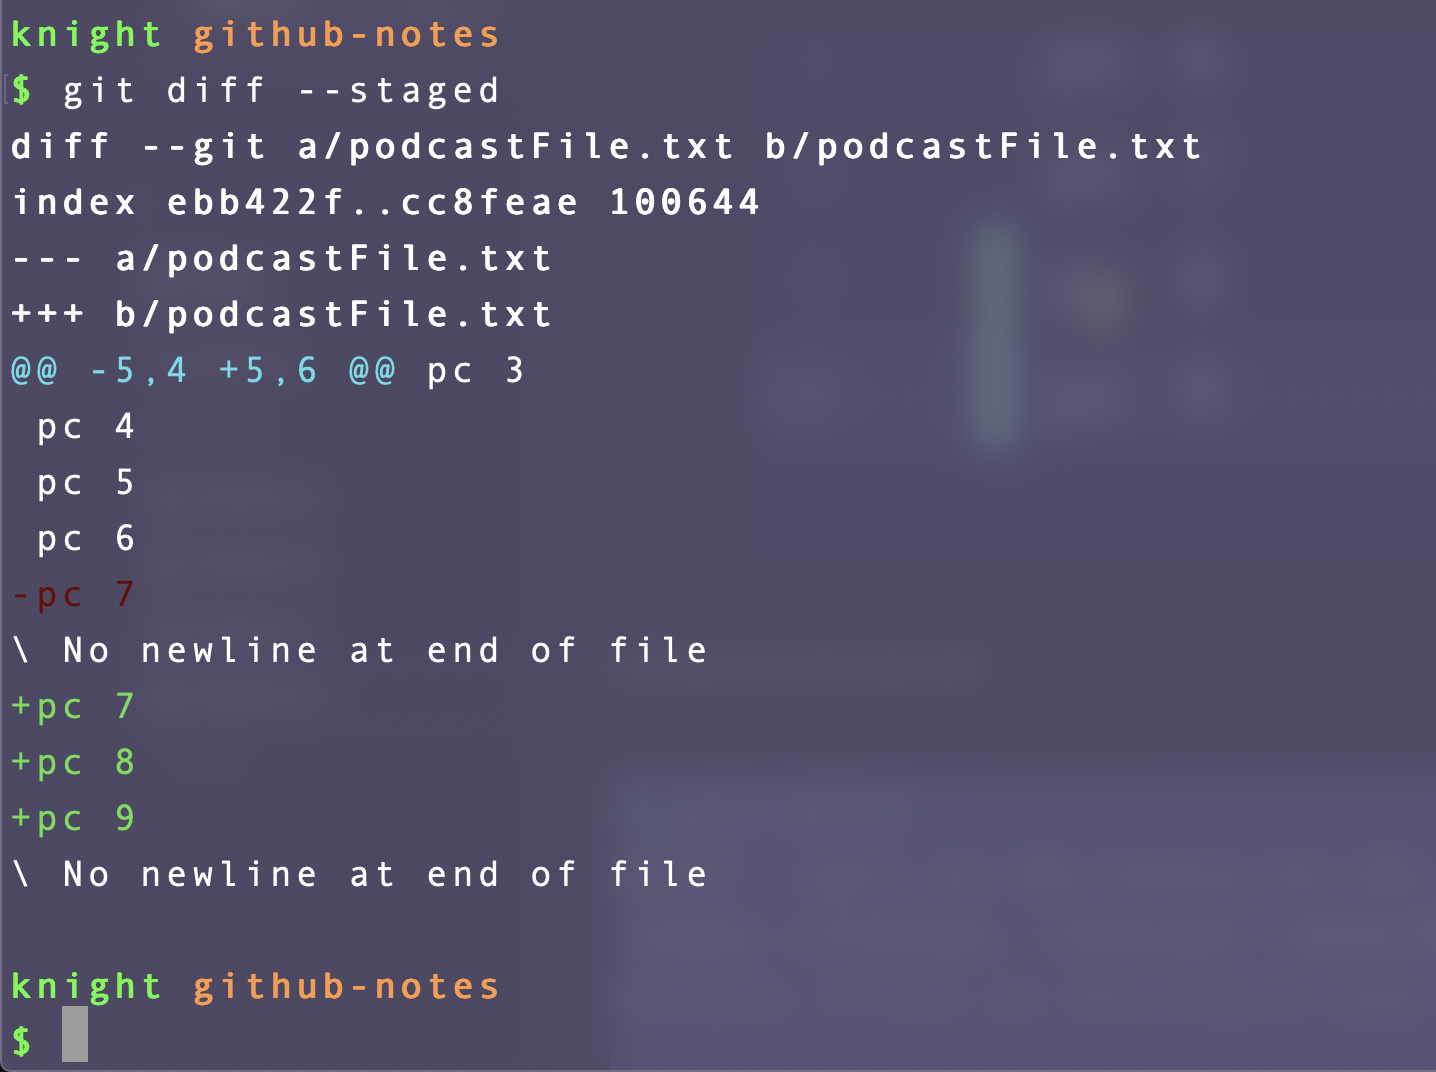 knight github-notes
$ git diff --staged
diff --git a/podcastFile.txt b/podcastFile.txt
index ebb422f..cc8feae 100644
--- a/podcastFile.txt
+++ b/podcastFile.txt
@@ -5,4 +5,6 @@ pc 3
 pc 4
 pc 5
 pc 6
-pc 7
\ No newline at end of file
+pc 7
+pc 8
+pc 9
\ No newline at end of file
knight github-notes
$